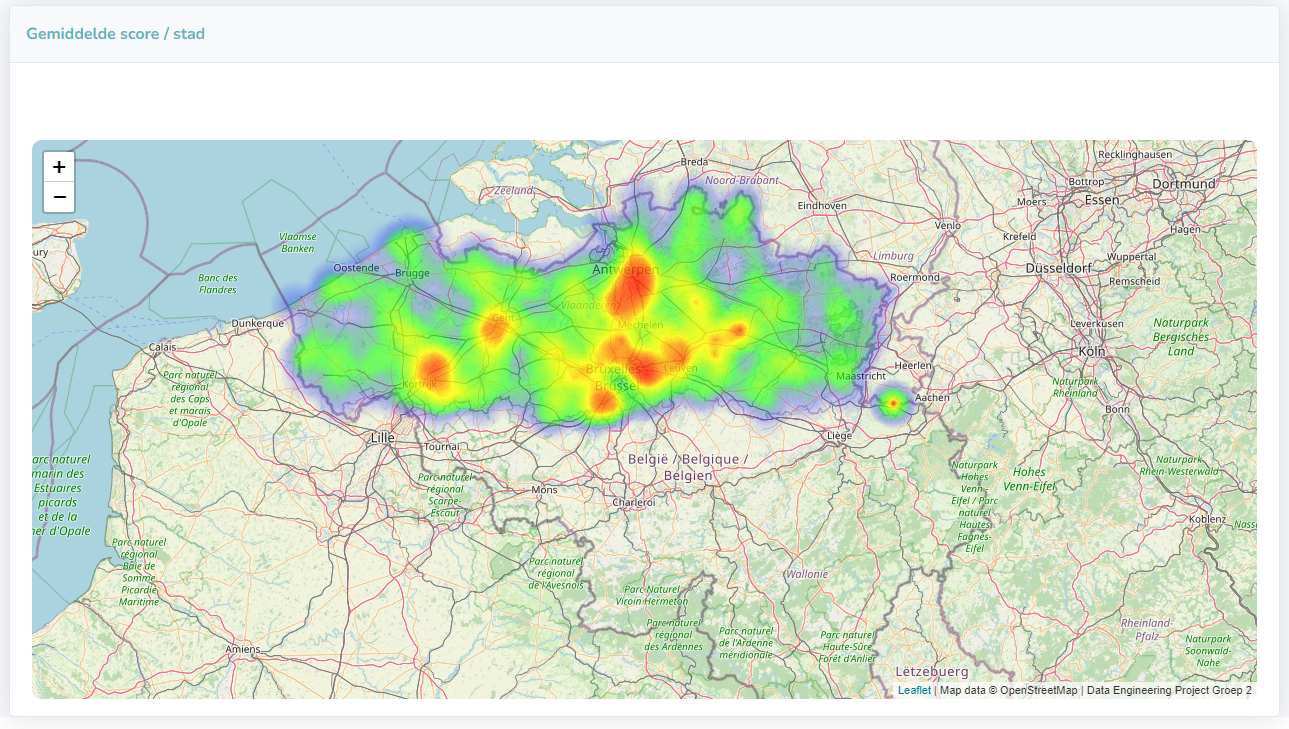 Gemiddelde score / stad
+
−
Zeeland
Breda
Noord-Brabant
Eindhoven
Recklinghausen
Bottrop
Dortmund
Moers
Essen
Hagen
Venlo
Krefeld
Wuppertal
Düsseldorf
Remscheid
Vlaamse
Banken
ury
Banc des
Flandres
Oostende
Brugge
Antwerpen
Limburg
Roermond
Gent
Vlaanderen
Mechelen
Dunkerque
Calais
Leverkusen
Naturpark
Bergisches
Land
Köln
Parc naturel
régional
des Caps
et marais
d'Opale
Kortrijk
Bruxelles
Brussel
Leuven
Maastricht
Heerlen
Aachen
Naturpark
Rheinland
Bonn
Lille
Tournai
Liège
België / Belgique /
Belgien
Mons
Charleroi
arc naturel
marin des
Estuaires
picards
et de la
ner d'Opale
Parc naturel
régional
Scarpe-
Escaut
Naturpark
Hohes
Venn-
Eifel / Parc
naturel
Hautes
Fagnes-
Eifel
Hohes
Venn-Eifel
Naturpark
Rhein-Westerwald
Koblenz
Nass
Parc naturel
régional
Baie de
Somme
Picardie
Maritime
Parc naturel
régional
de l'Avesnois
Parc Naturel
Viroin Hermeton
Wallonie
Parc naturel
régional
des Ardennes
Parc naturel
de l'Ardenne
méridionale
Parc naturel
Haute-Sûre
Forêt d'Anlier
Rheinland-
Pfalz
Naturpark
Soonwald-
Nahe
Amiens
Lëtzebuerg
Leaflet | Map data © OpenStreetMap | Data Engineering Project Groep 2